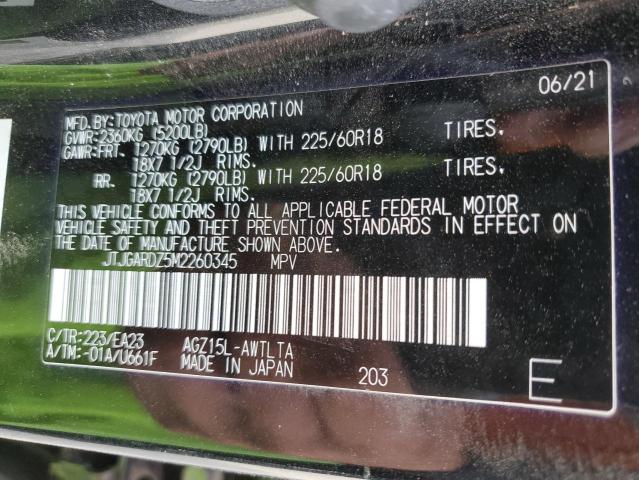 06/21
MFD.BY:TOYOTA MOTOR CORPORATION
GVWR:2360KG (5200LB)
GAWR:FRT. 1270KG (2790LB) WITH 225/60R18 TIRES.
18X7 1/2J RIMS.
RR. 1270KG (2790LB) WITH 225/60R18 TIRES.
18X7 1/2J RIMS.
THIS VEHICLE CONFORMS TO ALL APPLICABLE FEDERAL MOTOR
VEHICLE SAFETY AND THEFT PREVENTION STANDARDS IN EFFECT ON
THE DATE OF MANUFACTURE SHOWN ABOVE.
JTJGARDZ5M2260345 MPV
C/TR:223/EA23 AGZ15L-AWTLTA
A/TM:-01A/U661F MADE IN JAPAN 203 E